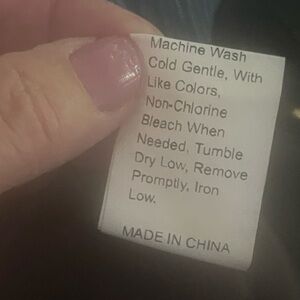 Machine Wash
Cold Gentle, With
Like Colors,
Non-Chlorine
Bleach When
Needed, Tumble
Dry Low, Remove
Promptly, Iron
Low.
MADE IN CHINA